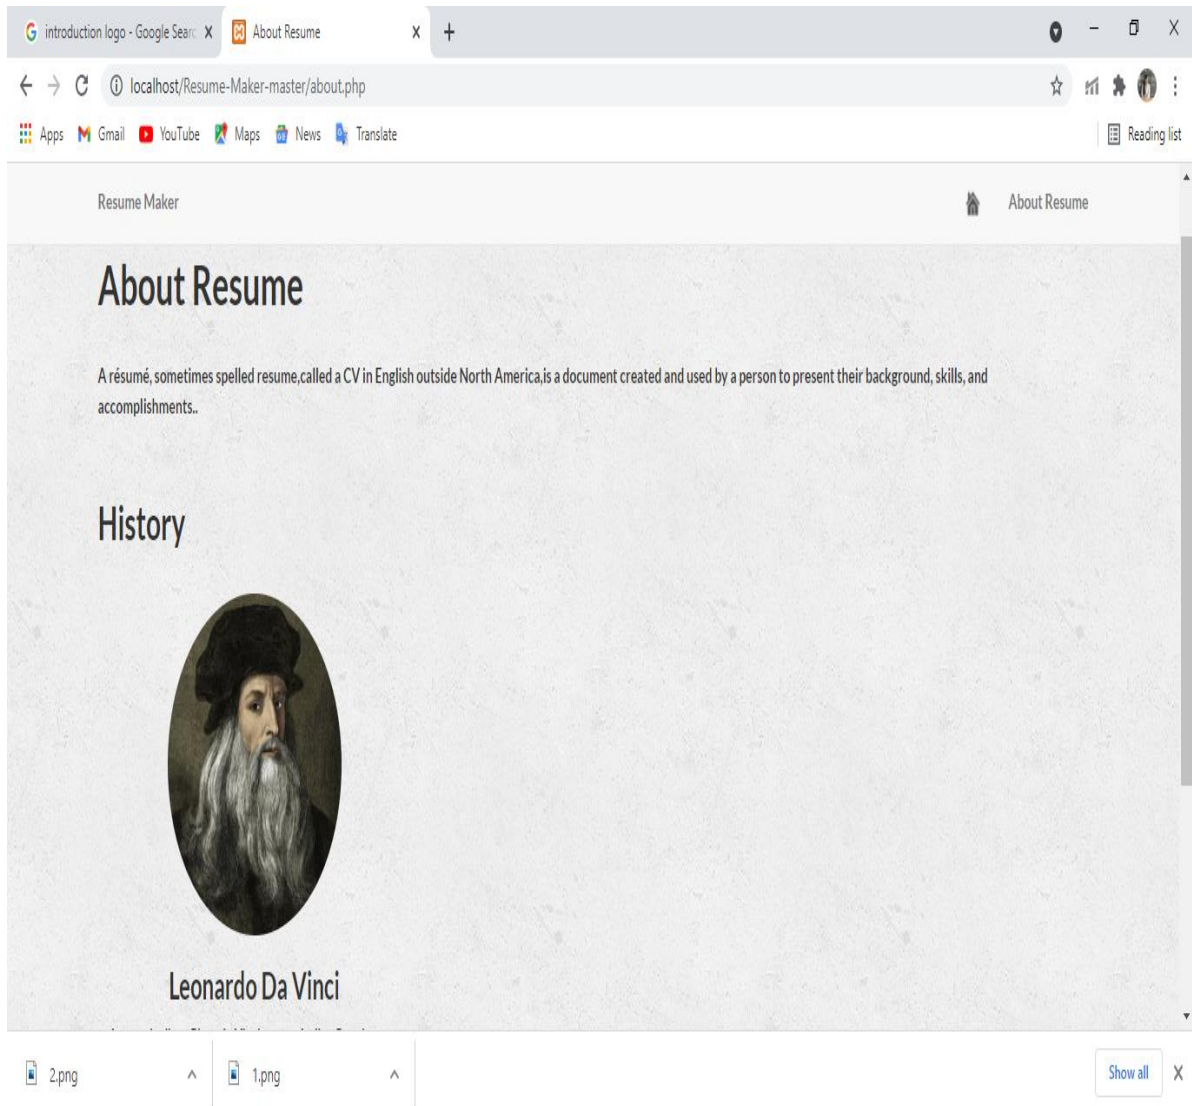 introduction logo - Google Searc
About Resume
localhost/Resume-Maker-master/about.php
Apps Gmail YouTube Maps News Translate Reading list
Resume Maker About Resume
About Resume
A résumé, sometimes spelled resume,called a CV in English outside North America,is a document created and used by a person to present their background, skills, and
accomplishments..
History
Leonardo Da Vinci
2.png 1.png Show all